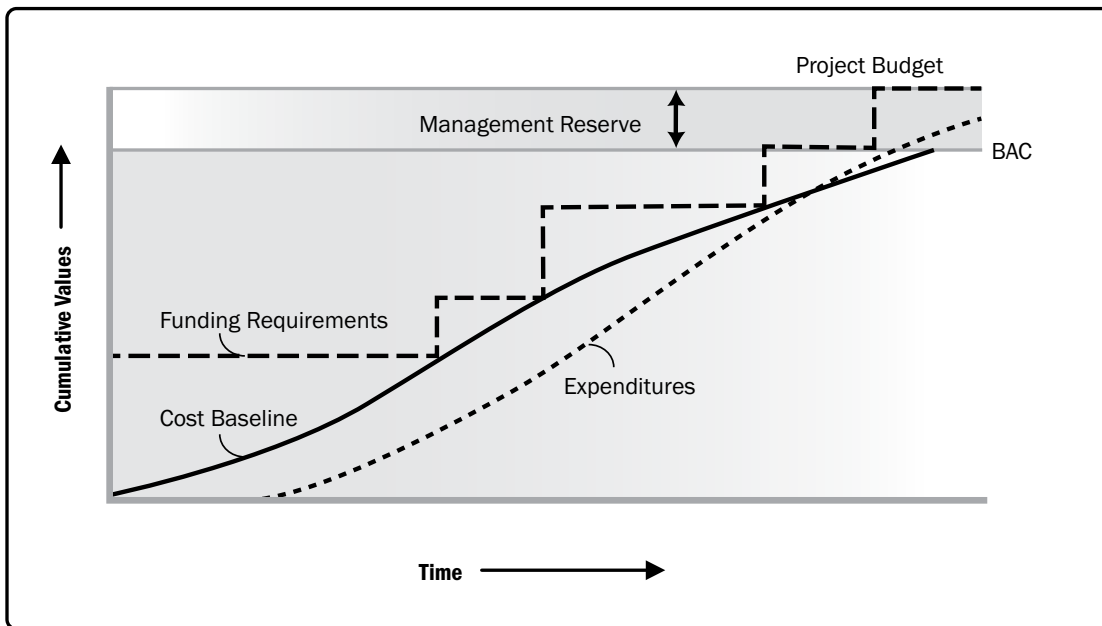 Project Budget
Management Reserve
BAC
Cumulative Values
Funding Requirements
Expenditures
Cost Baseline
Time